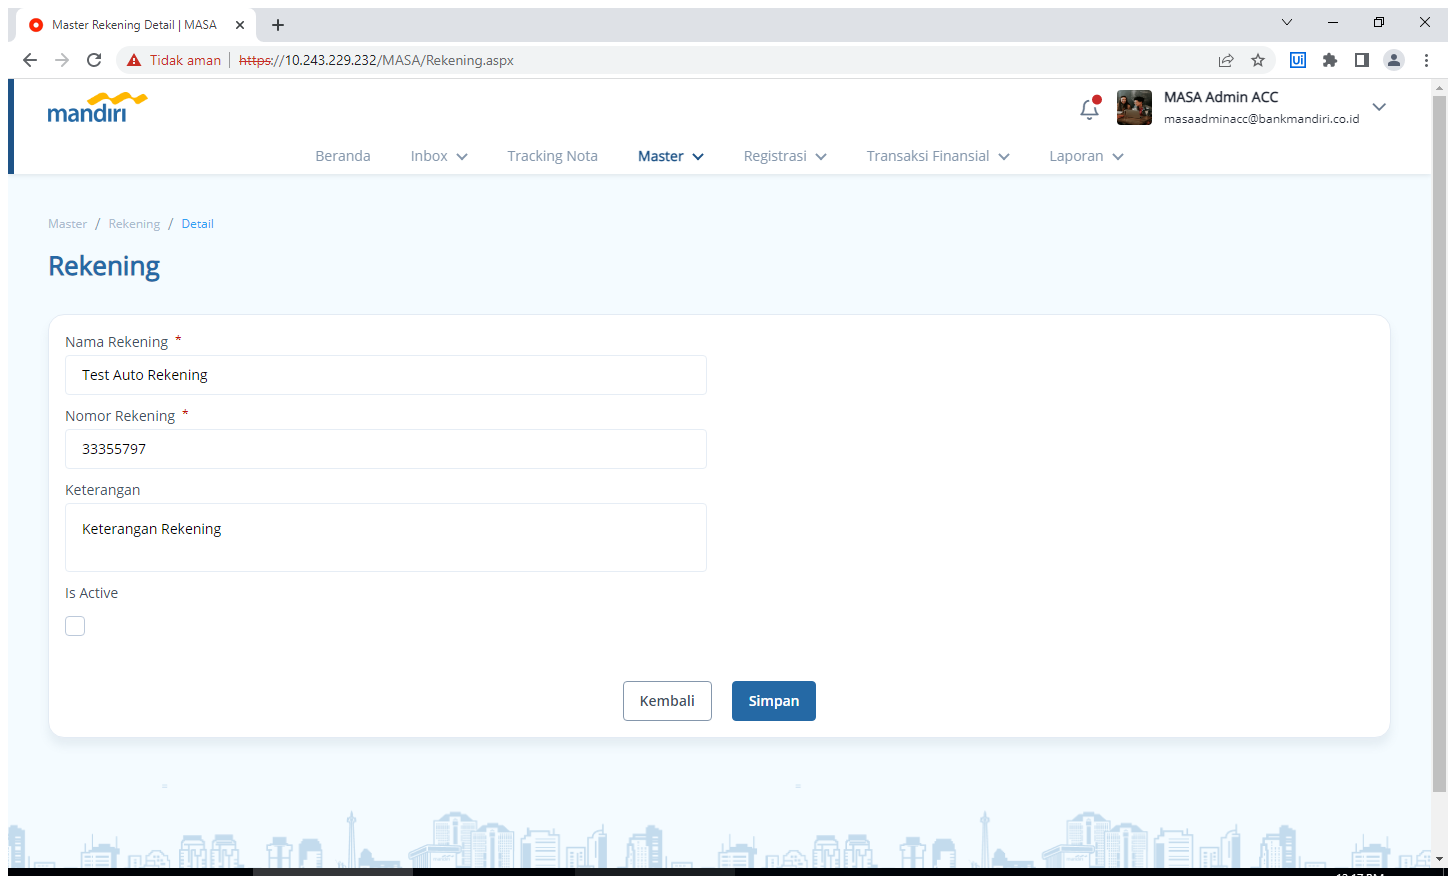 Master Rekening Detail | MASA
Tidak aman
https://10.243.229.232/MASA/Rekening.aspx
Ui
mandiri
MASA Admin ACC
masaadminacc@bankmandiri.co.id
Beranda Inbox Tracking Nota Master Registrasi Transaksi Finansial Laporan
Master / Rekening / Detail
Rekening
Nama Rekening *
Test Auto Rekening
Nomor Rekening *
33355797
Keterangan
Keterangan Rekening
Is Active
Kembali Simpan